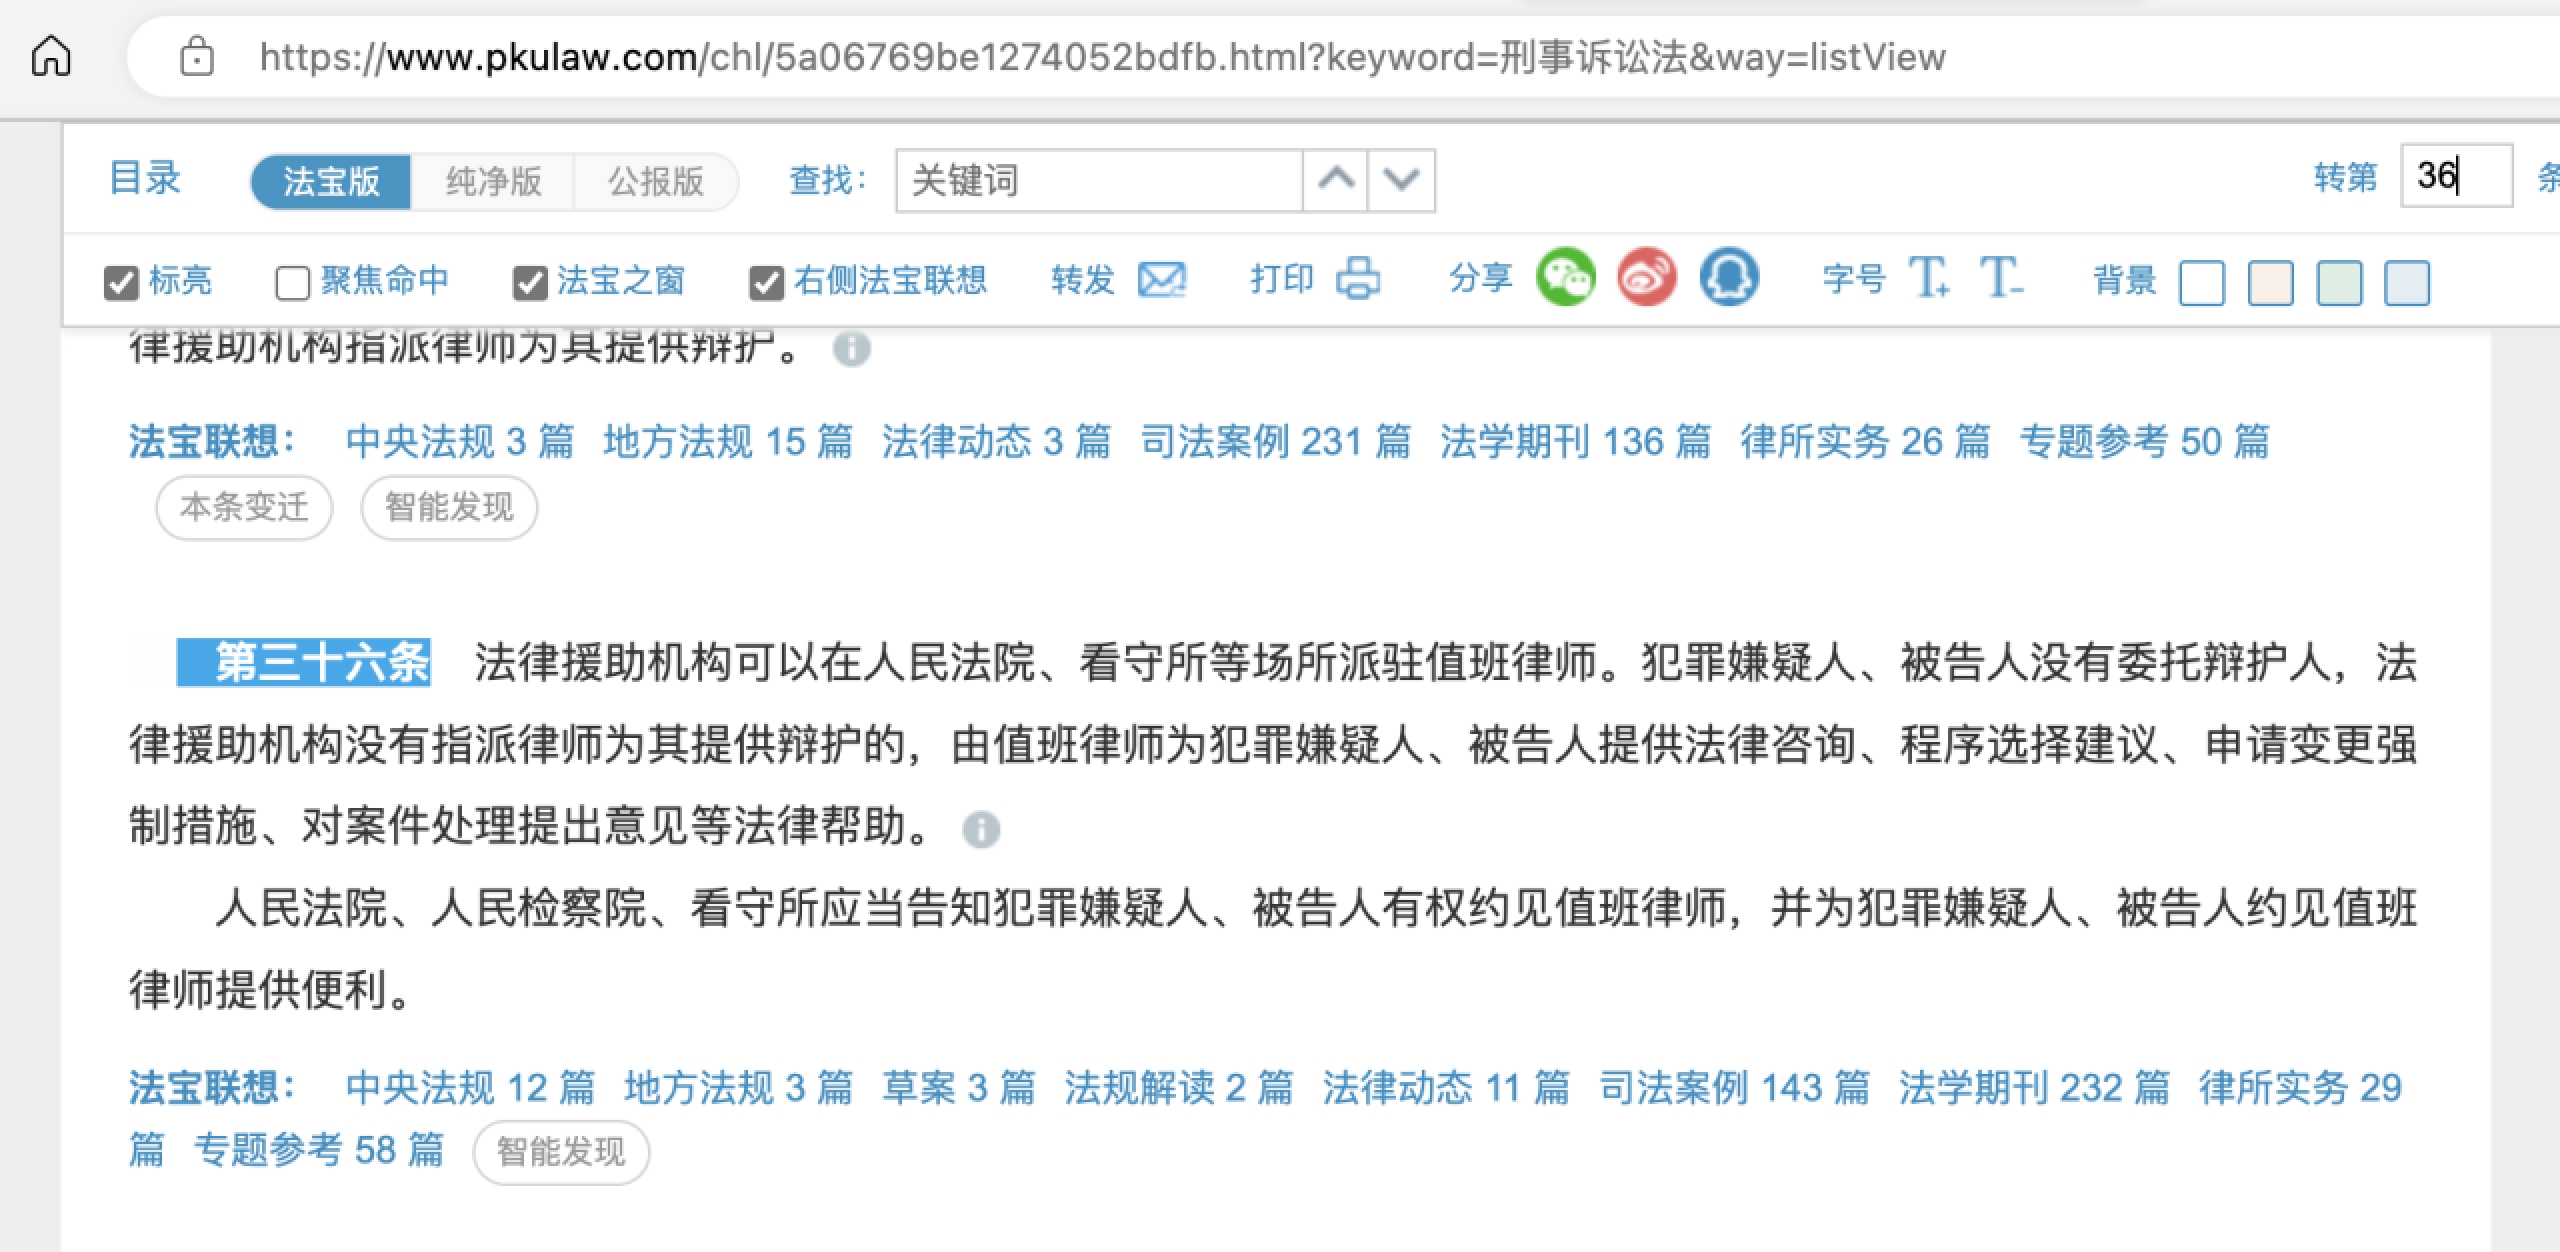 https://www.pkulaw.com/chl/5a06769be1274052bdfb.html?keyword=刑事诉讼法&way=listView
目录 法宝版 纯净版 公报版 查找： 关键词 转第 36 条
标亮 聚焦命中 法宝之窗 右侧法宝联想 转发 打印 分享 字号 T+ T- 背景
律援助机构指派律师为其提供辩护。
法宝联想： 中央法规 3 篇 地方法规 15 篇 法律动态 3 篇 司法案例 231 篇 法学期刊 136 篇 律所实务 26 篇 专题参考 50 篇
本条变迁 智能发现
第三十六条 法律援助机构可以在人民法院、看守所等场所派驻值班律师。犯罪嫌疑人、被告人没有委托辩护人，法
律援助机构没有指派律师为其提供辩护的，由值班律师为犯罪嫌疑人、被告人提供法律咨询、程序选择建议、申请变更强
制措施、对案件处理提出意见等法律帮助。
人民法院、人民检察院、看守所应当告知犯罪嫌疑人、被告人有权约见值班律师，并为犯罪嫌疑人、被告人约见值班
律师提供便利。
法宝联想： 中央法规 12 篇 地方法规 3 篇 草案 3 篇 法规解读 2 篇 法律动态 11 篇 司法案例 143 篇 法学期刊 232 篇 律所实务 29
篇 专题参考 58 篇 智能发现